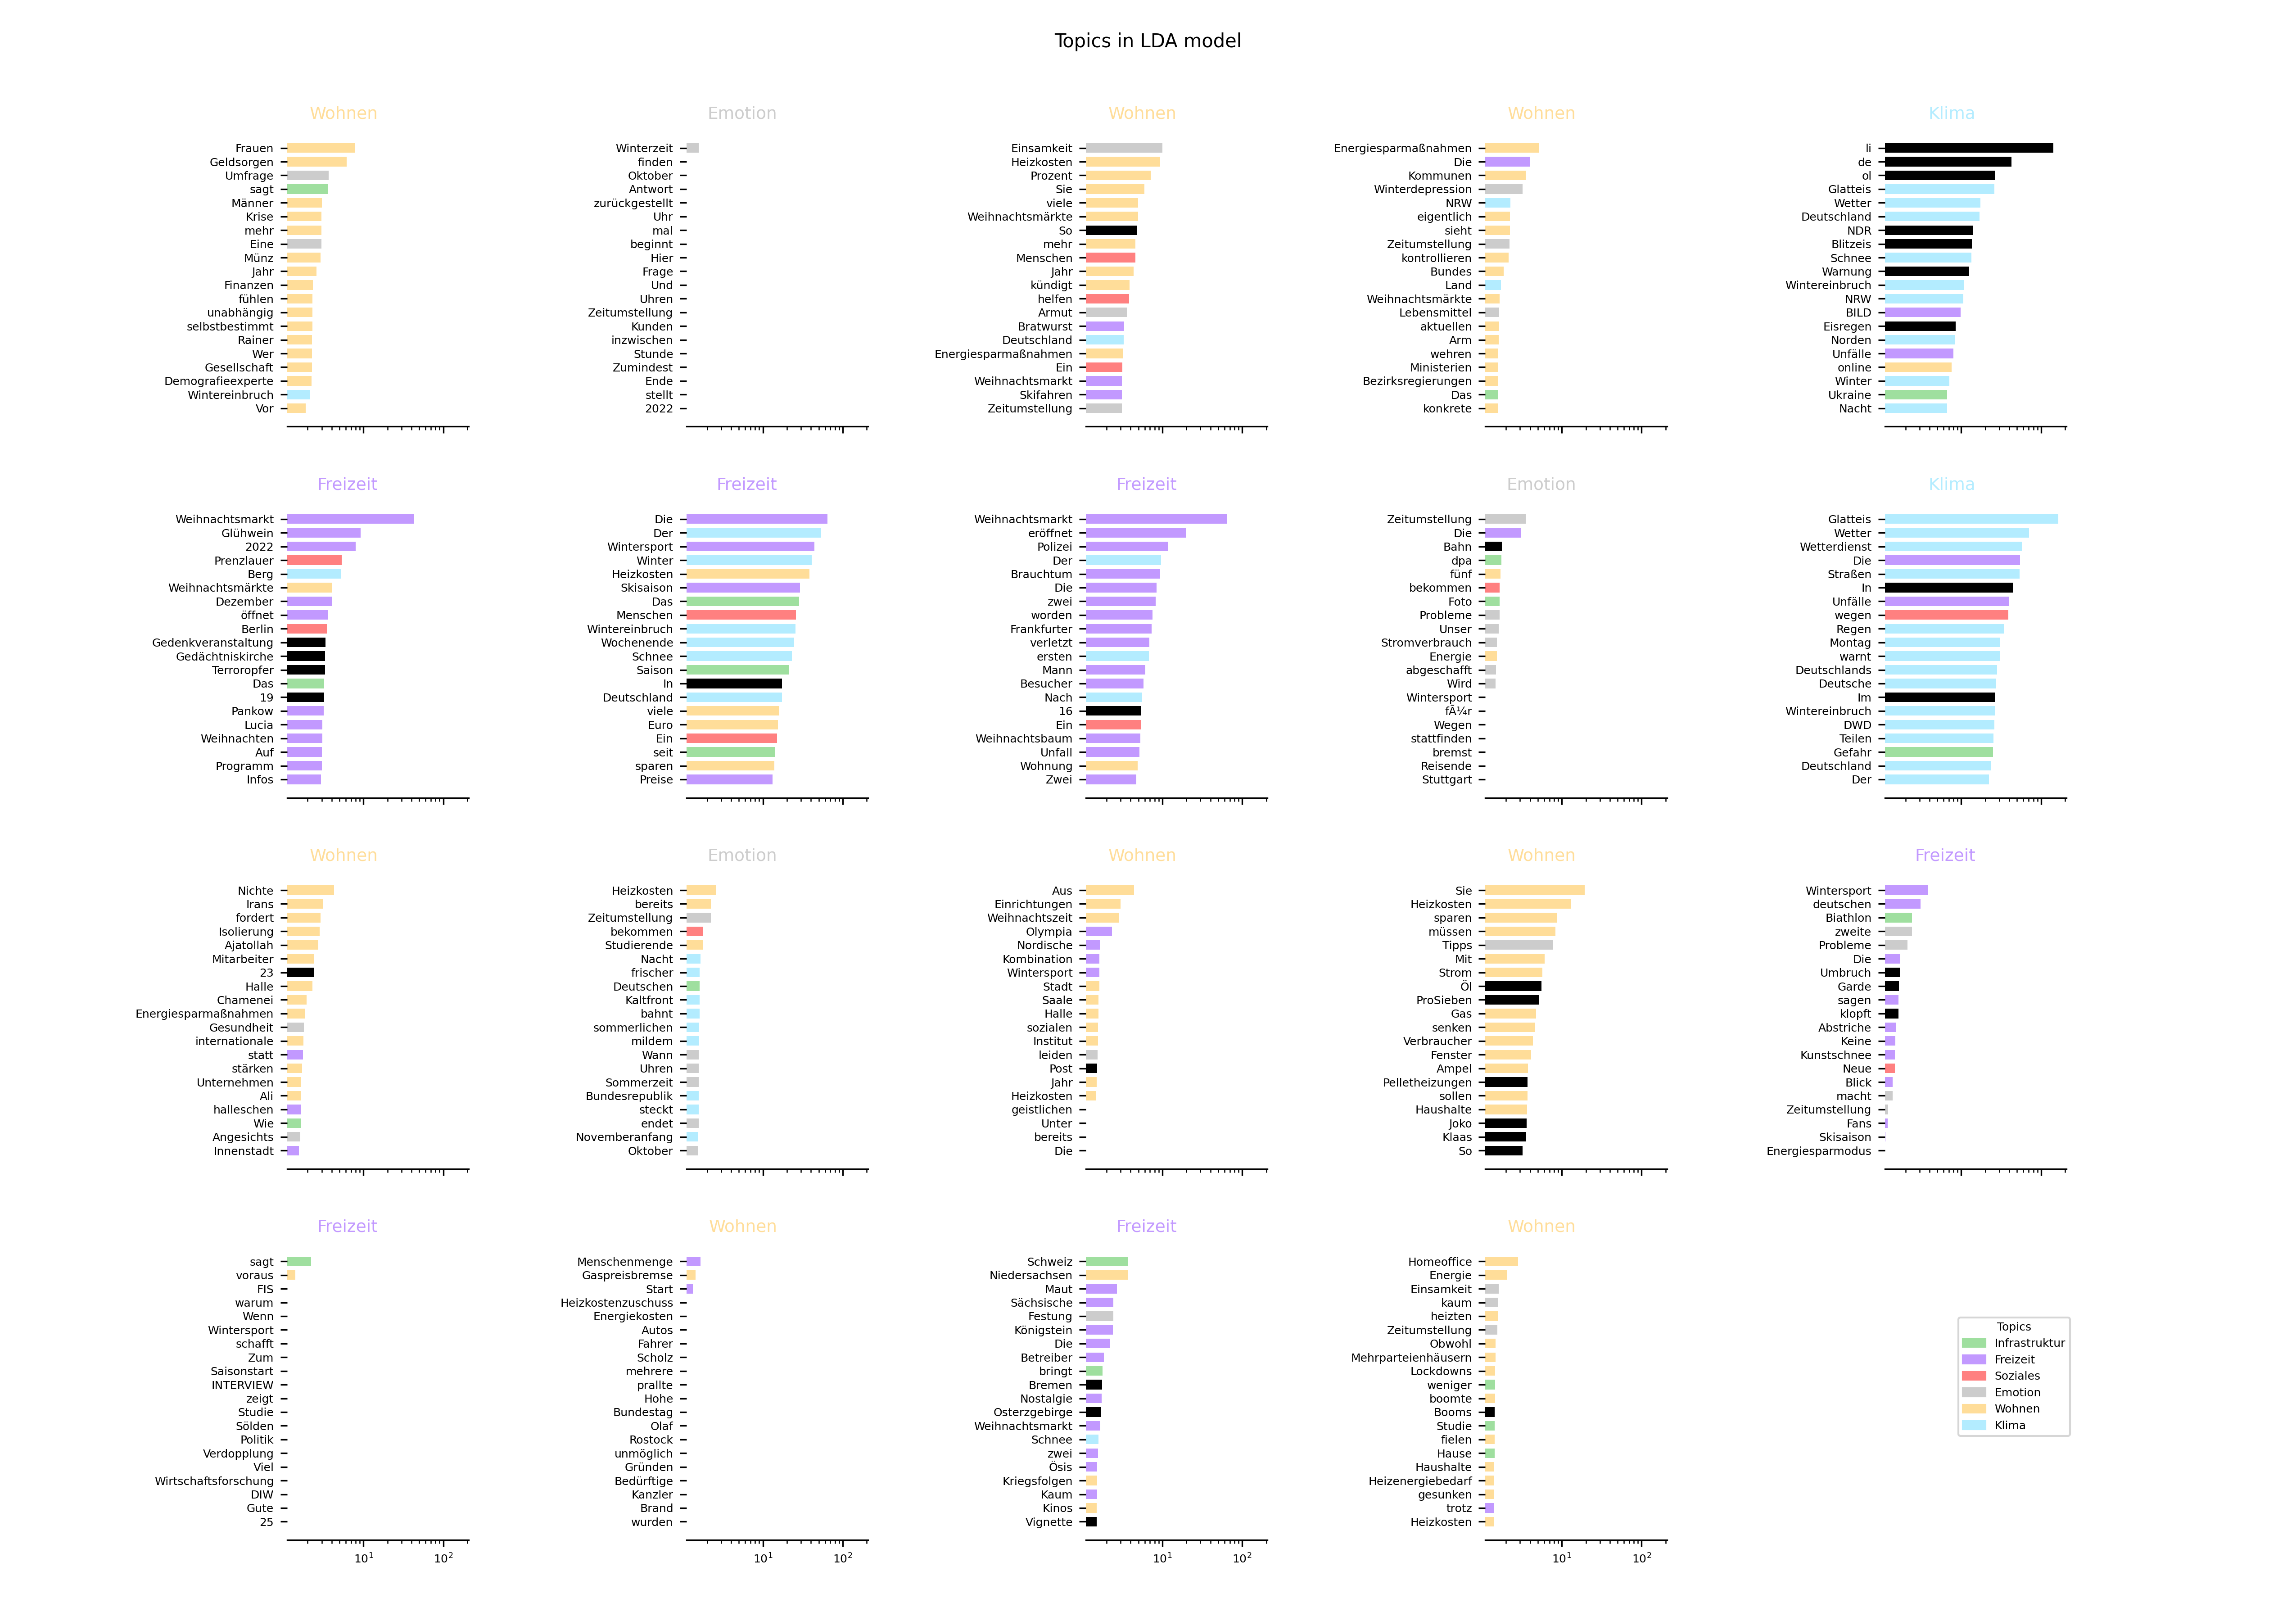 Topics in LDA model
Wohnen
Frauen
Geldsorgen
Umfrage
sagt
Männer
Krise
mehr
Eine
Münz
Jahr
Finanzen
fühlen
unabhängig
selbstbestimmt
Rainer
Wer
Gesellschaft
Demografieexperte
Wintereinbruch
Vor
Emotion
Winterzeit
finden
Oktober
Antwort
zurückgestellt
Uhr
mal
beginnt
Hier
Frage
Und
Uhren
Zeitumstellung
Kunden
inzwischen
Stunde
Zumindest
Ende
stellt
2022
Wohnen
Einsamkeit
Heizkosten
Prozent
Sie
viele
Weihnachtsmärkte
So
mehr
Menschen
Jahr
kündigt
helfen
Armut
Bratwurst
Deutschland
Energiesparmaßnahmen
Ein
Weihnachtsmarkt
Skifahren
Zeitumstellung
Wohnen
Energiesparmaßnahmen
Die
Kommunen
Winterdepression
NRW
eigentlich
sieht
Zeitumstellung
kontrollieren
Bundes
Land
Weihnachtsmärkte
Lebensmittel
aktuellen
Arm
wehren
Ministerien
Bezirksregierungen
Das
konkrete
Klima
li
de
ol
Glatteis
Wetter
Deutschland
NDR
Blitzeis
Schnee
Warnung
Wintereinbruch
NRW
BILD
Eisregen
Norden
Unfälle
online
Winter
Ukraine
Nacht
Freizeit
Weihnachtsmarkt
Glühwein
2022
Prenzlauer
Berg
Weihnachtsmärkte
Dezember
öffnet
Berlin
Gedenkveranstaltung
Gedächtniskirche
Terroropfer
Das
19
Pankow
Lucia
Weihnachten
Auf
Programm
Infos
Freizeit
Die
Der
Wintersport
Winter
Heizkosten
Skisaison
Das
Menschen
Wintereinbruch
Wochenende
Schnee
Saison
In
Deutschland
viele
Euro
Ein
seit
sparen
Preise
Freizeit
Weihnachtsmarkt
eröffnet
Polizei
Der
Brauchtum
Die
zwei
worden
Frankfurter
verletzt
ersten
Mann
Besucher
Nach
16
Ein
Weihnachtsbaum
Unfall
Wohnung
Zwei
Emotion
Zeitumstellung
Die
Bahn
dpa
fünf
bekommen
Foto
Probleme
Unser
Stromverbrauch
Energie
abgeschafft
Wird
Wintersport
fÃ¼r
Wegen
stattfinden
bremst
Reisende
Stuttgart
Klima
Glatteis
Wetter
Wetterdienst
Die
Straßen
In
Unfälle
wegen
Regen
Montag
warnt
Deutschlands
Deutsche
Im
Wintereinbruch
DWD
Teilen
Gefahr
Deutschland
Der
Wohnen
Nichte
Irans
fordert
Isolierung
Ajatollah
Mitarbeiter
23
Halle
Chamenei
Energiesparmaßnahmen
Gesundheit
internationale
statt
stärken
Unternehmen
Ali
halleschen
Wie
Angesichts
Innenstadt
Emotion
Heizkosten
bereits
Zeitumstellung
bekommen
Studierende
Nacht
frischer
Deutschen
Kaltfront
bahnt
sommerlichen
mildem
Wann
Uhren
Sommerzeit
Bundesrepublik
steckt
endet
Novemberanfang
Oktober
Wohnen
Aus
Einrichtungen
Weihnachtszeit
Olympia
Nordische
Kombination
Wintersport
Stadt
Saale
Halle
sozialen
Institut
leiden
Post
Jahr
Heizkosten
geistlichen
Unter
bereits
Die
Wohnen
Sie
Heizkosten
sparen
müssen
Tipps
Mit
Strom
Öl
ProSieben
Gas
senken
Verbraucher
Fenster
Ampel
Pelletheizungen
sollen
Haushalte
Joko
Klaas
So
Freizeit
Wintersport
deutschen
Biathlon
zweite
Probleme
Die
Umbruch
Garde
sagen
klopft
Abstriche
Keine
Kunstschnee
Neue
Blick
macht
Zeitumstellung
Fans
Skisaison
Energiesparmodus
Freizeit
sagt
voraus
FIS
warum
Wenn
Wintersport
schafft
Zum
Saisonstart
INTERVIEW
zeigt
Studie
Sölden
Politik
Verdopplung
Viel
Wirtschaftsforschung
DIW
Gute
25
10¹ 10²
Wohnen
Menschenmenge
Gaspreisbremse
Start
Heizkostenzuschuss
Energiekosten
Autos
Fahrer
Scholz
mehrere
prallte
Hohe
Bundestag
Olaf
Rostock
unmöglich
Gründen
Bedürftige
Kanzler
Brand
wurden
10¹ 10²
Freizeit
Schweiz
Niedersachsen
Maut
Sächsische
Festung
Königstein
Die
Betreiber
bringt
Bremen
Nostalgie
Osterzgebirge
Weihnachtsmarkt
Schnee
zwei
Ösis
Kriegsfolgen
Kaum
Kinos
Vignette
10¹ 10²
Wohnen
Homeoffice
Energie
Einsamkeit
kaum
heizten
Zeitumstellung
Obwohl
Mehrparteienhäusern
Lockdowns
weniger
boomte
Booms
Studie
fielen
Hause
Haushalte
Heizenergiebedarf
gesunken
trotz
Heizkosten
10¹ 10²
Topics
Infrastruktur
Freizeit
Soziales
Emotion
Wohnen
Klima